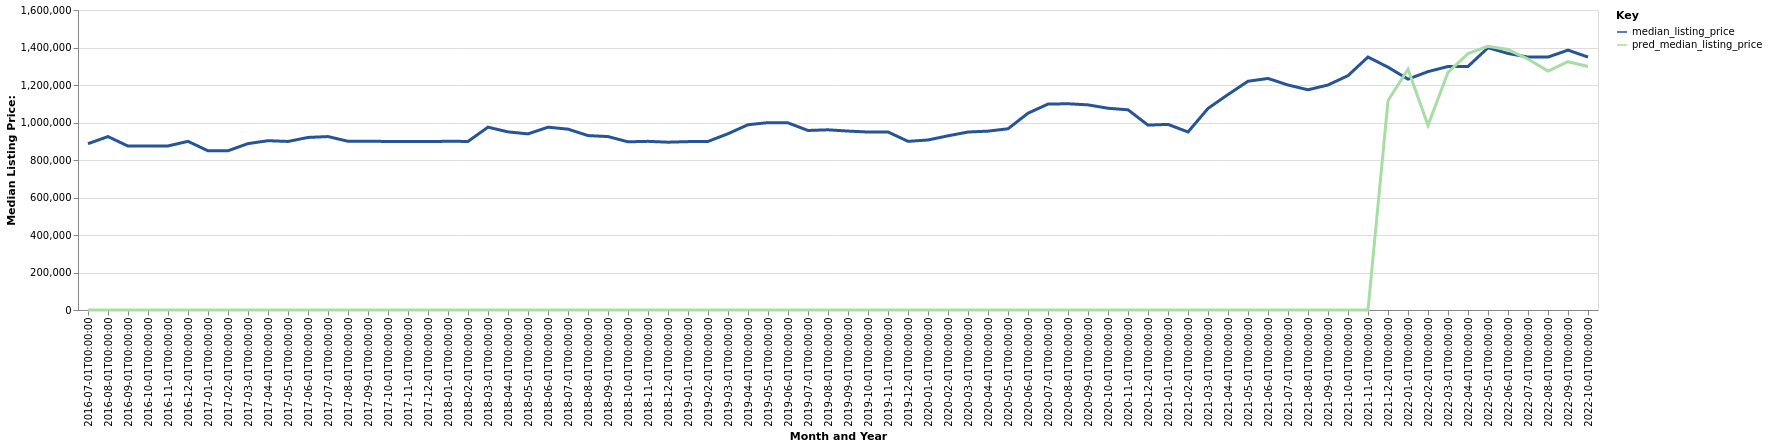 1,600,000
1,400,000
1,200,000
1,000,000
800,000
600,000
400,000
200,000
0
Median Listing Price:
2016-07-01T00:00:00
2016-08-01T00:00:00
2016-09-01T00:00:00
2016-10-01T00:00:00
2016-11-01T00:00:00
2016-12-01T00:00:00
2017-01-01T00:00:00
2017-02-01T00:00:00
2017-03-01T00:00:00
2017-04-01T00:00:00
2017-05-01T00:00:00
2017-06-01T00:00:00
2017-07-01T00:00:00
2017-08-01T00:00:00
2017-09-01T00:00:00
2017-10-01T00:00:00
2017-11-01T00:00:00
2017-12-01T00:00:00
2018-01-01T00:00:00
2018-02-01T00:00:00
2018-03-01T00:00:00
2018-04-01T00:00:00
2018-05-01T00:00:00
2018-06-01T00:00:00
2018-07-01T00:00:00
2018-08-01T00:00:00
2018-09-01T00:00:00
2018-10-01T00:00:00
2018-11-01T00:00:00
2018-12-01T00:00:00
2019-01-01T00:00:00
2019-02-01T00:00:00
2019-03-01T00:00:00
2019-04-01T00:00:00
2019-05-01T00:00:00
2019-06-01T00:00:00
2019-07-01T00:00:00
2019-08-01T00:00:00
2019-09-01T00:00:00
2019-10-01T00:00:00
2019-11-01T00:00:00
2019-12-01T00:00:00
2020-01-01T00:00:00
2020-02-01T00:00:00
2020-03-01T00:00:00
2020-04-01T00:00:00
2020-05-01T00:00:00
2020-06-01T00:00:00
2020-07-01T00:00:00
2020-08-01T00:00:00
2020-09-01T00:00:00
2020-10-01T00:00:00
2020-11-01T00:00:00
2020-12-01T00:00:00
2021-01-01T00:00:00
2021-02-01T00:00:00
2021-03-01T00:00:00
2021-04-01T00:00:00
2021-05-01T00:00:00
2021-06-01T00:00:00
2021-07-01T00:00:00
2021-08-01T00:00:00
2021-09-01T00:00:00
2021-10-01T00:00:00
2021-11-01T00:00:00
2021-12-01T00:00:00
2022-01-01T00:00:00
2022-02-01T00:00:00
2022-03-01T00:00:00
2022-04-01T00:00:00
2022-05-01T00:00:00
2022-06-01T00:00:00
2022-07-01T00:00:00
2022-08-01T00:00:00
2022-09-01T00:00:00
2022-10-01T00:00:00
Month and Year
Key
median_listing_price
pred_median_listing_price